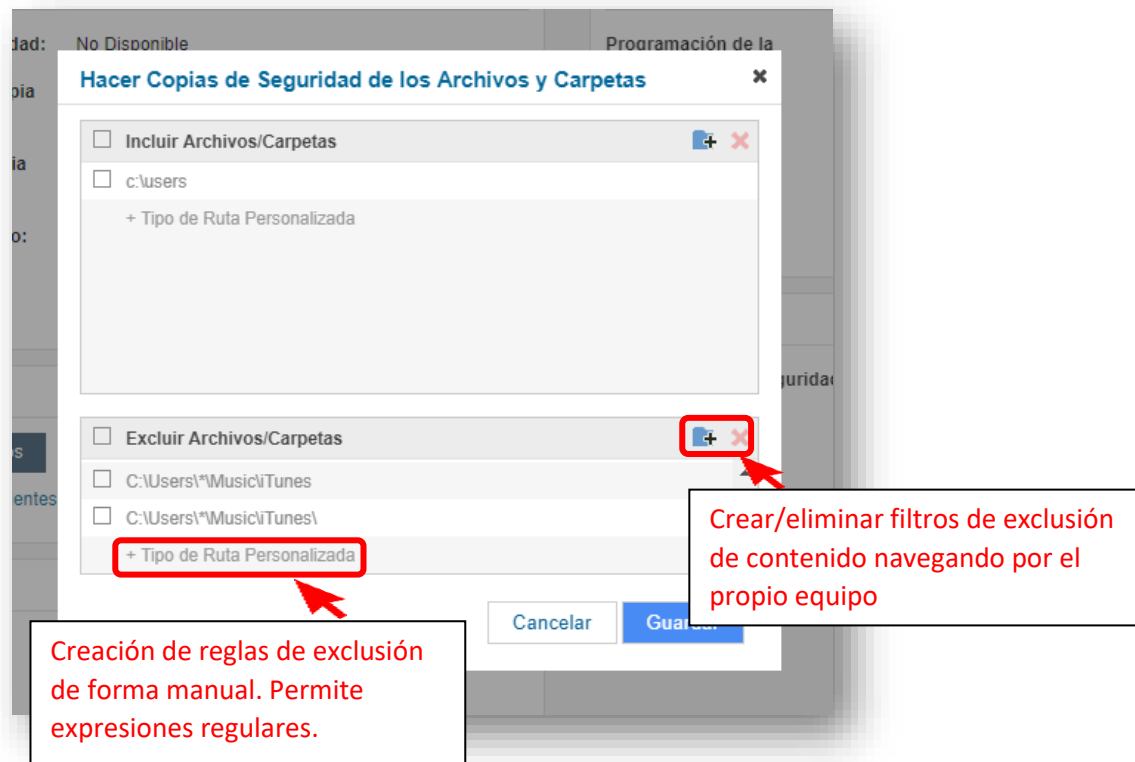 dad:
No Disponible
Programación de la
Hacer Copias de Seguridad de los Archivos y Carpetas
pia
Incluir Archivos/Carpetas
ia
c:\users
+ Tipo de Ruta Personalizada
o:
guridad
Excluir Archivos/Carpetas
s
C:\Users\*\Music\iTunes
entes
C:\Users\*\Music\iTunes\
+ Tipo de Ruta Personalizada
Crear/eliminar filtros de exclusión
de contenido navegando por el
propio equipo
Cancelar
Guardar
Creación de reglas de exclusión
de forma manual. Permite
expresiones regulares.